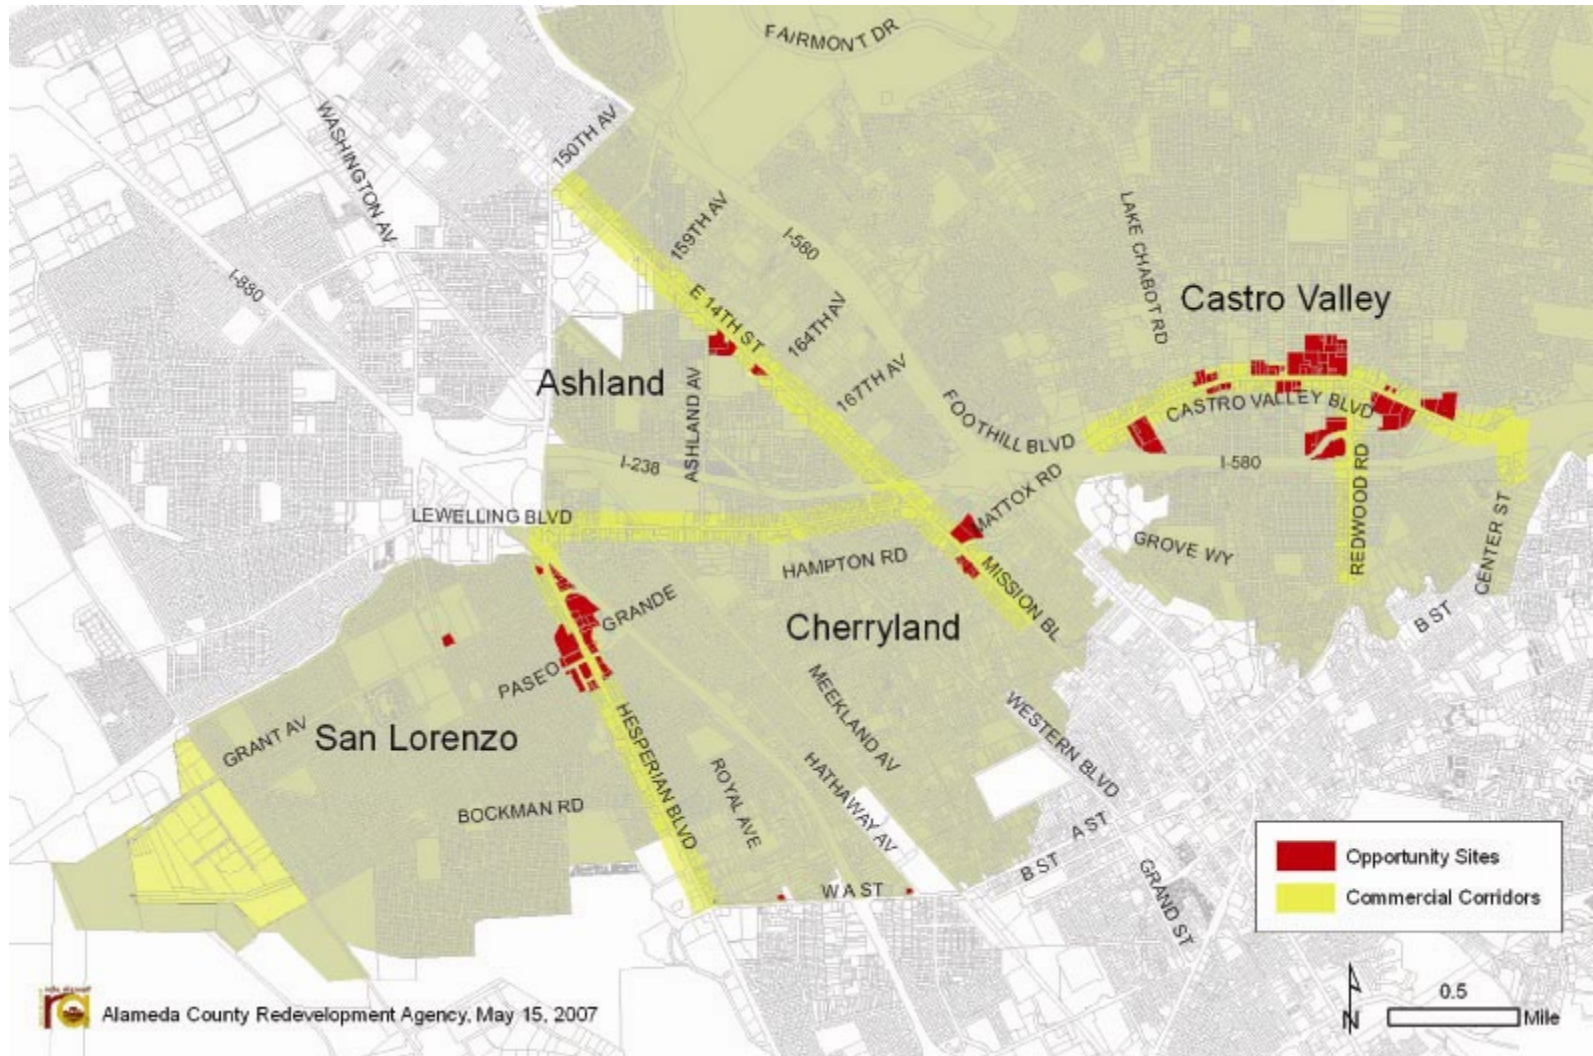 FAIRMONT DR
WASHINGTON AV
150TH AV
159TH AV
I-580
LAKE CHABOT RD
I-880
E 14TH ST
164TH AV
Castro Valley
Ashland
ASHLAND AV
167TH AV
FOOTHILL BLVD
CASTRO VALLEY BLVD
I-238
I-580
MATTOX RD
REDWOOD RD
LEWELLING BLVD
HAMPTON RD
GROVE WY
CENTER ST
MISSION BL
PASEO GRANDE
Cherryland
B ST
MEEKLAND AV
WESTERN BLVD
GRANT AV
San Lorenzo
HESPERIAN BLVD
ROYAL AVE
HATHAWAY AV
BOCKMAN RD
A ST
B ST
W A ST
GRAND ST
Opportunity Sites
Commercial Corridors
ra
Alameda County Redevelopment Agency, May 15, 2007
N
0.5
Mile